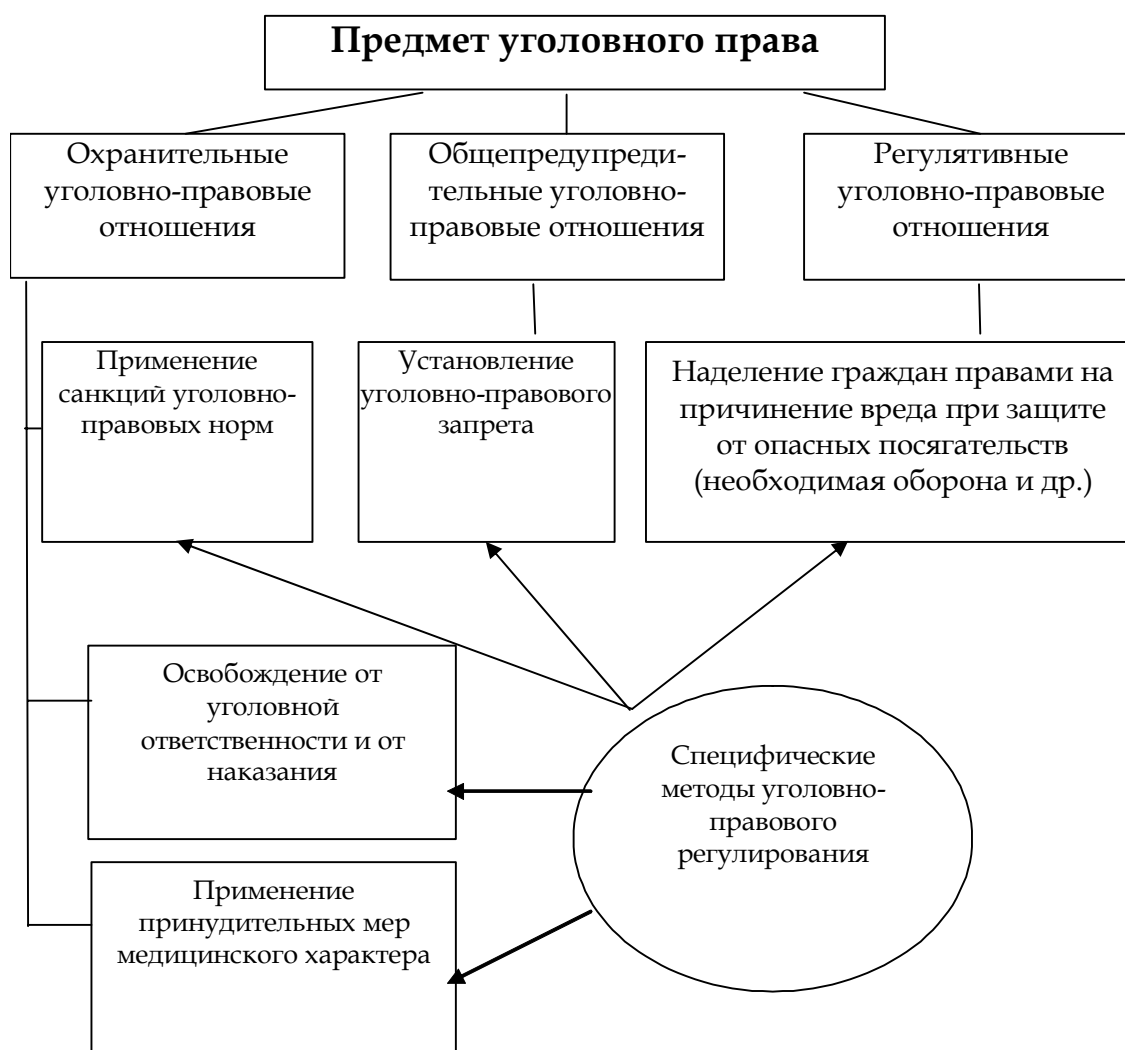 Предмет уголовного права
Охранительные
уголовно-правовые
отношения
Общепредупреди-
тельные уголовно-
правовые отношения
Регулятивные
уголовно-правовые
отношения
Применение
санкций уголовно-
правовых норм
Установление
уголовно-правового
запрета
Наделение граждан правами на
причинение вреда при защите
от опасных посягательств
(необходимая оборона и др.)
Освобождение от
уголовной
ответственности и от
наказания
Специфические
методы уголовно-
правового
регулирования
Применение
принудительных мер
медицинского характера